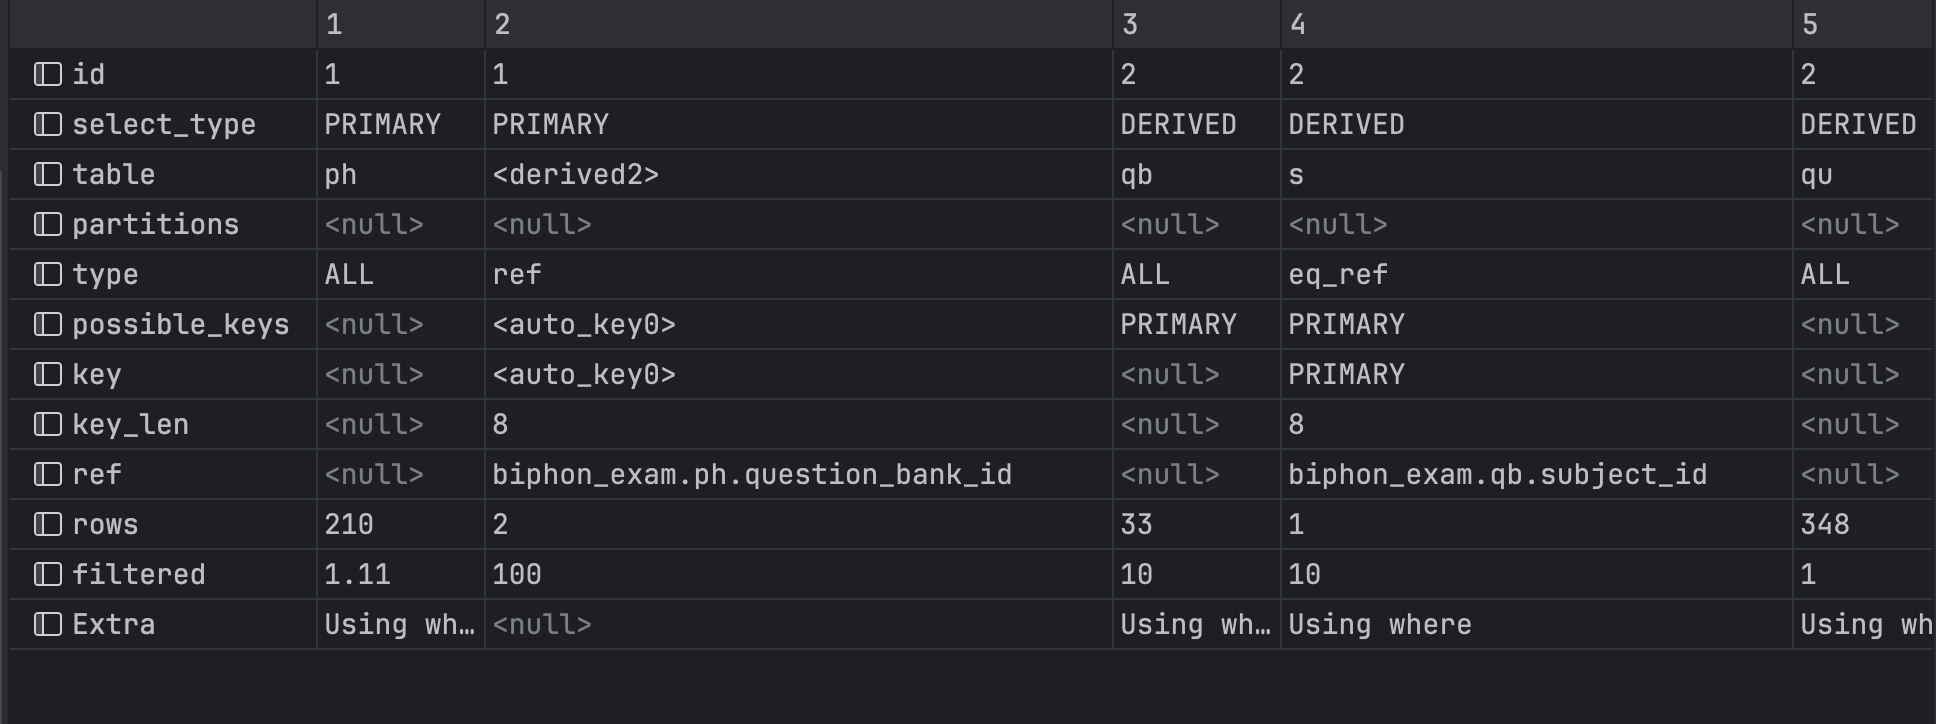 1 2 3 4 5
id 1 1 2 2 2
select_type PRIMARY PRIMARY DERIVED DERIVED DERIVED
table ph <derived2> qb s qu
partitions <null> <null> <null> <null> <null>
type ALL ref ALL eq_ref ALL
possible_keys <null> <auto_key0> PRIMARY PRIMARY <null>
key <null> <auto_key0> <null> PRIMARY <null>
key_len <null> 8 <null> 8 <null>
ref <null> biphon_exam.ph.question_bank_id <null> biphon_exam.qb.subject_id <null>
rows 210 2 33 1 348
filtered 1.11 100 10 10 1
Extra Using wh… <null> Using wh… Using where Using wh